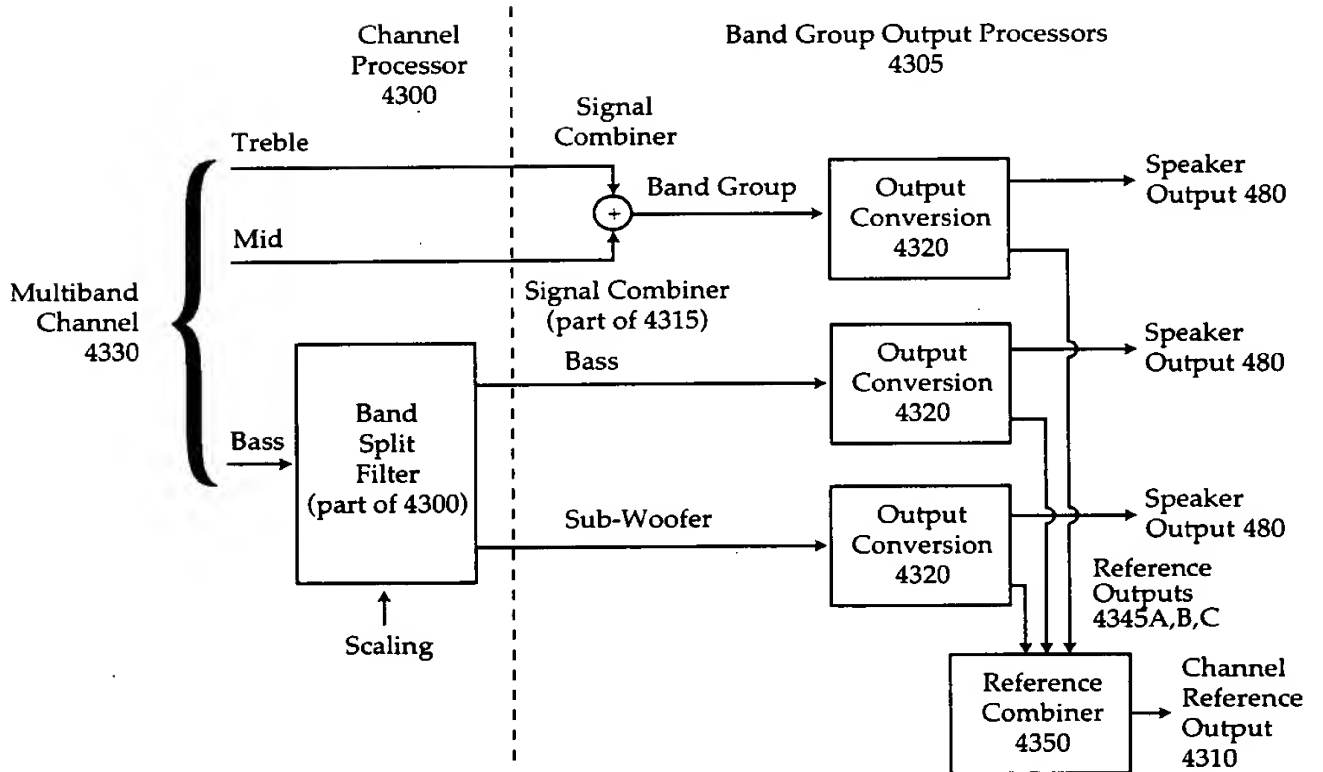 Channel
Processor
4300
Band Group Output Processors
4305
Signal
Combiner
Treble
Band Group
Output
Conversion
4320
Speaker
Output 480
+
Mid
Multiband
Channel
4330
Signal Combiner
(part of 4315)
Bass
Output
Conversion
4320
Speaker
Output 480
Bass
Band
Split
Filter
(part of 4300)
Sub-Woofer
Output
Conversion
4320
Speaker
Output 480
Scaling
Reference
Outputs
4345A,B,C
Reference
Combiner
4350
Channel
Reference
Output
4310